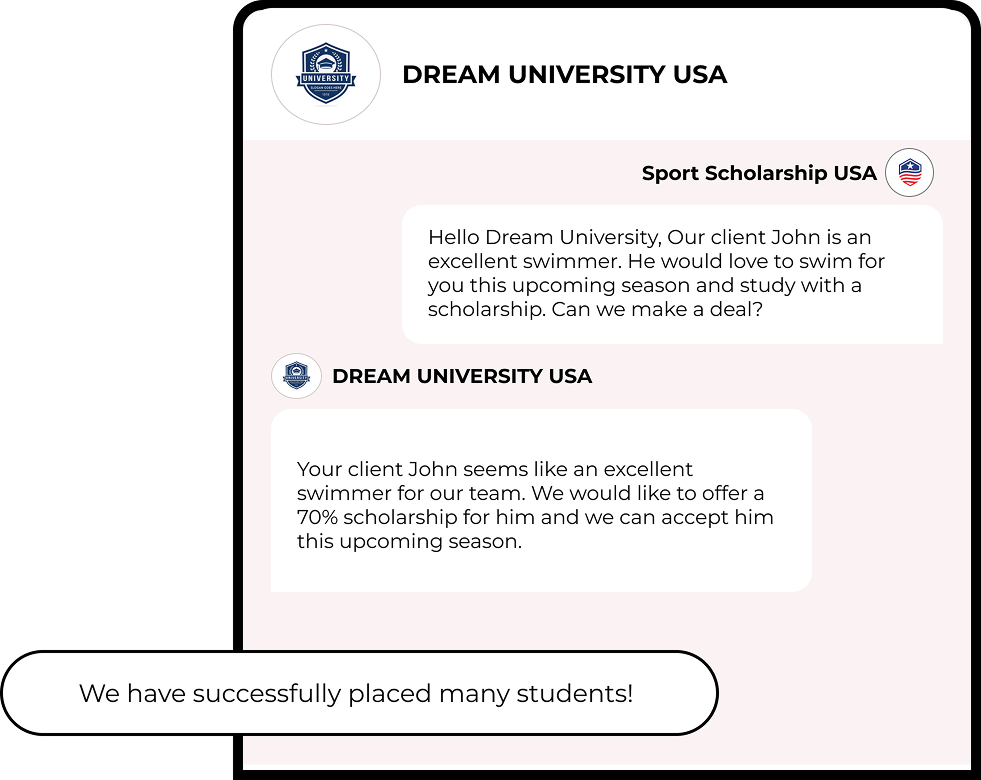 UNIVERSITY
SLOGAN GOES HERE
DREAM UNIVERSITY USA
Sport Scholarship USA
Hello Dream University, Our client John is an
excellent swimmer. He would love to swim for
you this upcoming season and study with a
scholarship. Can we make a deal?
UNIVERSITY
DREAM UNIVERSITY USA
Your client John seems like an excellent
swimmer for our team. We would like to offer a
70% scholarship for him and we can accept him
this upcoming season.
We have successfully placed many students!